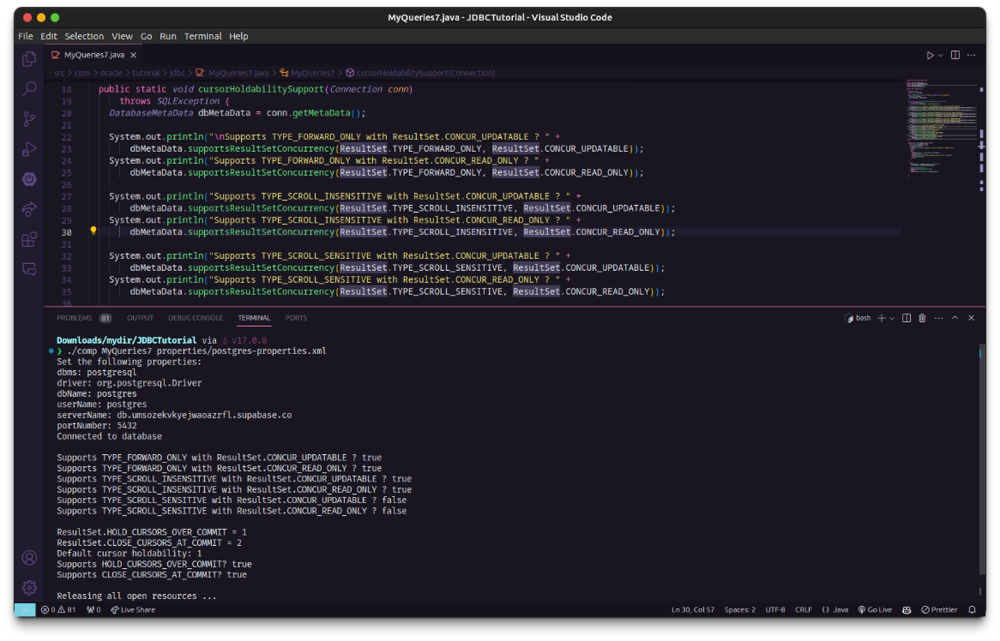 MyQueries7.java - JDBCTutorial - Visual Studio Code
File Edit Selection View Go Run Terminal Help
MyQueries7.java
src > com > oracle > tutorial > jdbc > MyQueries7.java > MyQueries7 > cursorHoldabilitySupport(Connection)
18 public static void cursorHoldabilitySupport(Connection conn)
19 throws SQLException {
20 DatabaseMetaData dbMetaData = conn.getMetaData();
21
22 System.out.println("\nSupports TYPE_FORWARD_ONLY with ResultSet.CONCUR_UPDATABLE ? " +
23 dbMetaData.supportsResultSetConcurrency(ResultSet.TYPE_FORWARD_ONLY, ResultSet.CONCUR_UPDATABLE));
24 System.out.println("Supports TYPE_FORWARD_ONLY with ResultSet.CONCUR_READ_ONLY ? " +
25 dbMetaData.supportsResultSetConcurrency(ResultSet.TYPE_FORWARD_ONLY, ResultSet.CONCUR_READ_ONLY));
26
27 System.out.println("Supports TYPE_SCROLL_INSENSITIVE with ResultSet.CONCUR_UPDATABLE ? " +
28 dbMetaData.supportsResultSetConcurrency(ResultSet.TYPE_SCROLL_INSENSITIVE, ResultSet.CONCUR_UPDATABLE));
29 System.out.println("Supports TYPE_SCROLL_INSENSITIVE with ResultSet.CONCUR_READ_ONLY ? " +
30 dbMetaData.supportsResultSetConcurrency(ResultSet.TYPE_SCROLL_INSENSITIVE, ResultSet.CONCUR_READ_ONLY));
31
32 System.out.println("Supports TYPE_SCROLL_SENSITIVE with ResultSet.CONCUR_UPDATABLE ? " +
33 dbMetaData.supportsResultSetConcurrency(ResultSet.TYPE_SCROLL_SENSITIVE, ResultSet.CONCUR_UPDATABLE));
34 System.out.println("Supports TYPE_SCROLL_SENSITIVE with ResultSet.CONCUR_READ_ONLY ? " +
35 dbMetaData.supportsResultSetConcurrency(ResultSet.TYPE_SCROLL_SENSITIVE, ResultSet.CONCUR_READ_ONLY));
36
PROBLEMS 81 OUTPUT DEBUG CONSOLE TERMINAL PORTS bash
Downloads/mydir/JDBCTutorial via v17.0.8
❯ ./comp MyQueries7 properties/postgres-properties.xml
Set the following properties:
dbms: postgresql
driver: org.postgresql.Driver
dbName: postgres
userName: postgres
serverName: db.umsozekvkyejwaoazrfl.supabase.co
portNumber: 5432
Connected to database
Supports TYPE_FORWARD_ONLY with ResultSet.CONCUR_UPDATABLE ? true
Supports TYPE_FORWARD_ONLY with ResultSet.CONCUR_READ_ONLY ? true
Supports TYPE_SCROLL_INSENSITIVE with ResultSet.CONCUR_UPDATABLE ? true
Supports TYPE_SCROLL_INSENSITIVE with ResultSet.CONCUR_READ_ONLY ? true
Supports TYPE_SCROLL_SENSITIVE with ResultSet.CONCUR_UPDATABLE ? false
Supports TYPE_SCROLL_SENSITIVE with ResultSet.CONCUR_READ_ONLY ? false
ResultSet.HOLD_CURSORS_OVER_COMMIT = 1
ResultSet.CLOSE_CURSORS_AT_COMMIT = 2
Default cursor holdability: 1
Supports HOLD_CURSORS_OVER_COMMIT? true
Supports CLOSE_CURSORS_AT_COMMIT? true
Releasing all open resources ...
0 81 0 Live Share Ln 30, Col 57 Spaces: 2 UTF-8 CRLF {} Java Go Live Prettier